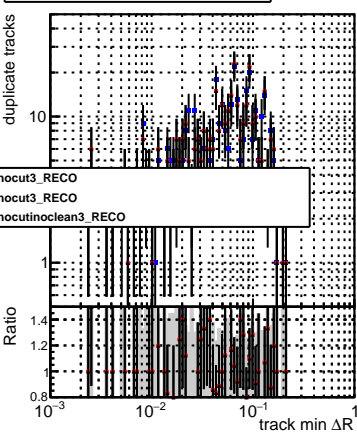 duplicate tracks
10
nocut3_RECO
nocut3_RECO
nocutinoclean3_RECO
1
Ratio
1.4
1.2
1
0.8
10⁻³
10⁻²
10⁻¹
1
track min ΔR